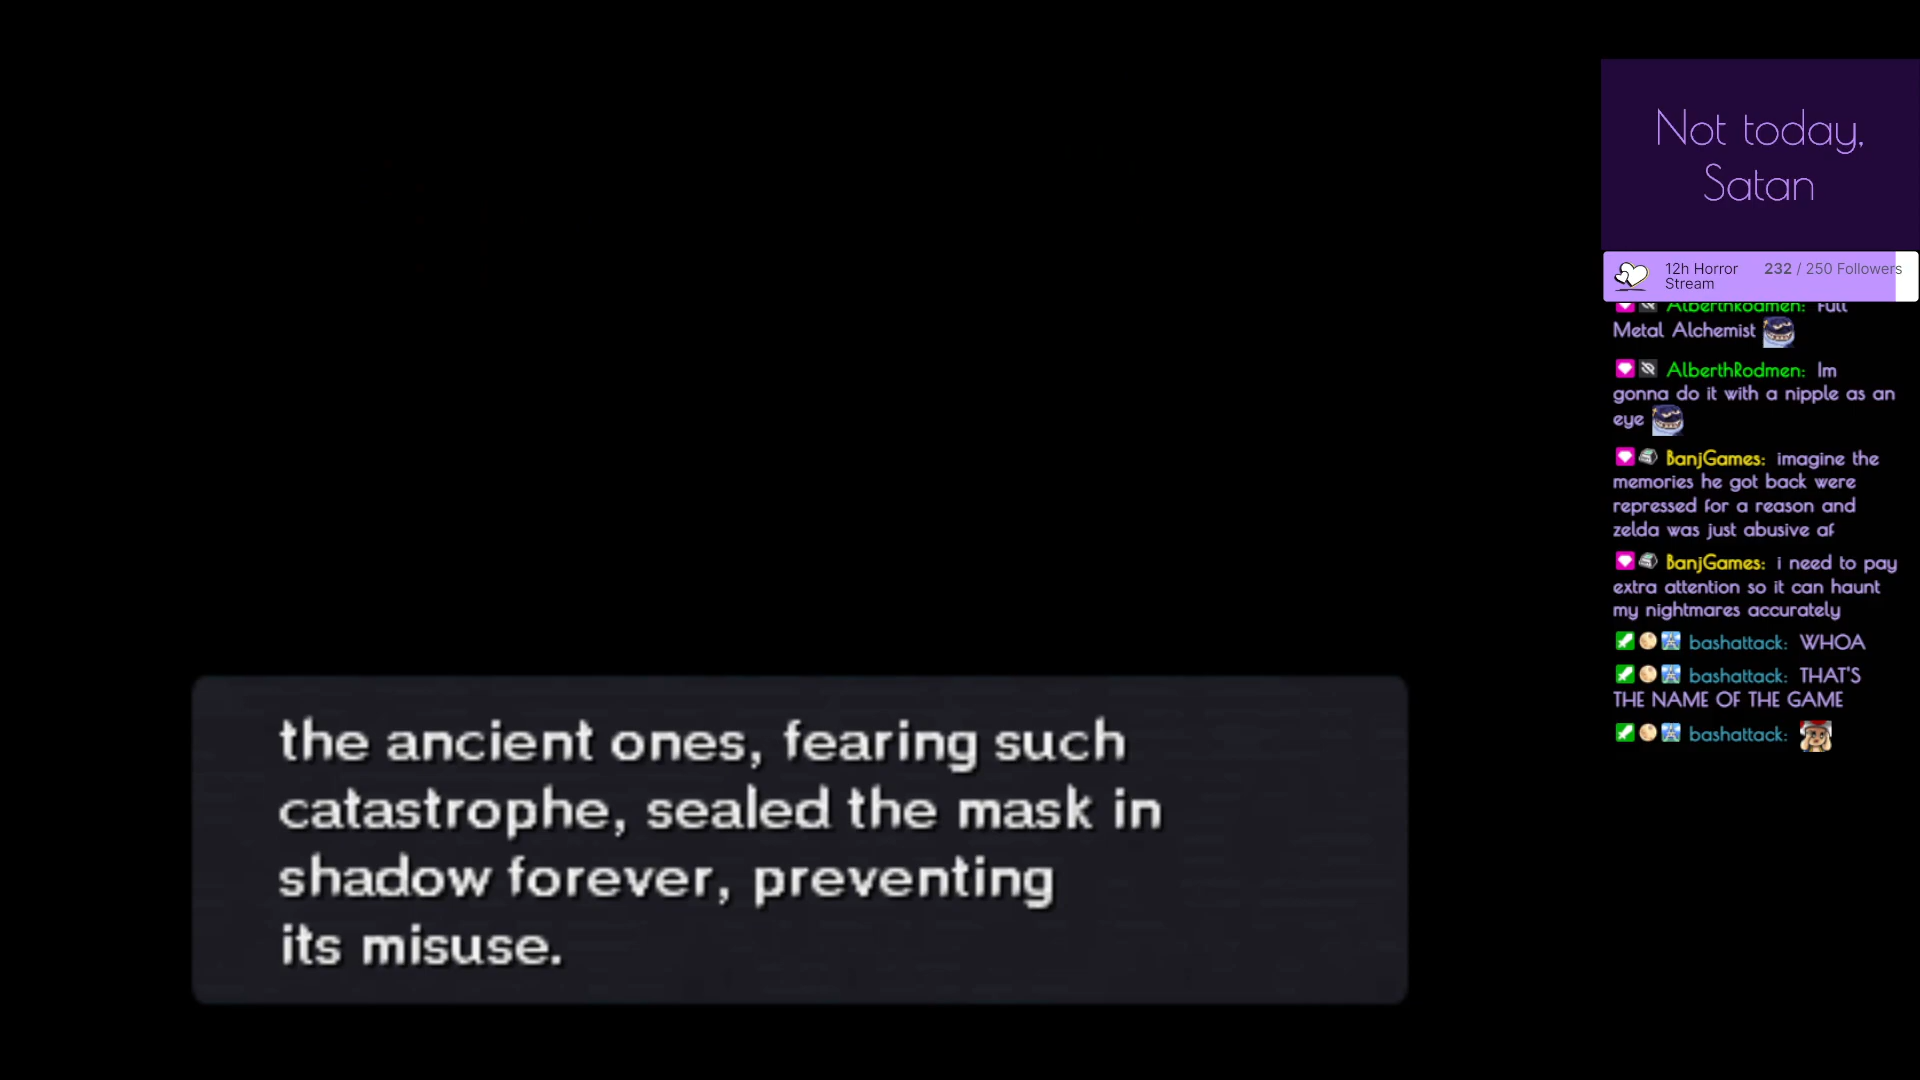 Not today,
Satan
12h Horror
Stream
232 / 250 Followers
AlberthRodmen: Full
Metal Alchemist
AlberthRodmen: Im
gonna do it with a nipple as an
eye
BanjGames: imagine the
memories he got back were
repressed for a reason and
zelda was just abusive af
BanjGames: i need to pay
extra attention so it can haunt
my nightmares accurately
bashattack: WHOA
bashattack: THAT'S
THE NAME OF THE GAME
bashattack:
the ancient ones, fearing such
catastrophe, sealed the mask in
shadow forever, preventing
its misuse.